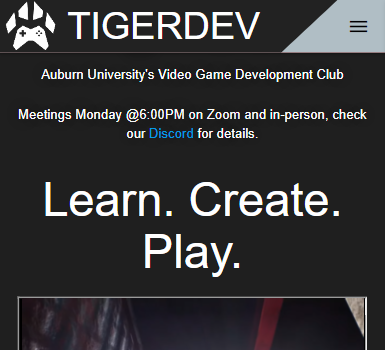 TIGERDEV
Auburn University's Video Game Development Club
Meetings Monday @6:00PM on Zoom and in-person, check
our Discord for details.
Learn. Create.
Play.